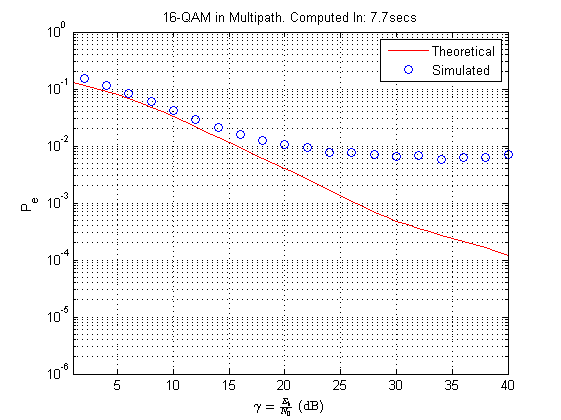 16-QAM in Multipath. Computed In: 7.7secs
Theoretical
Simulated
10^0
10^-1
10^-2
10^-3
10^-4
10^-5
10^-6
P_e
5 10 15 20 25 30 35 40
γ = E_b/N_0 (dB)